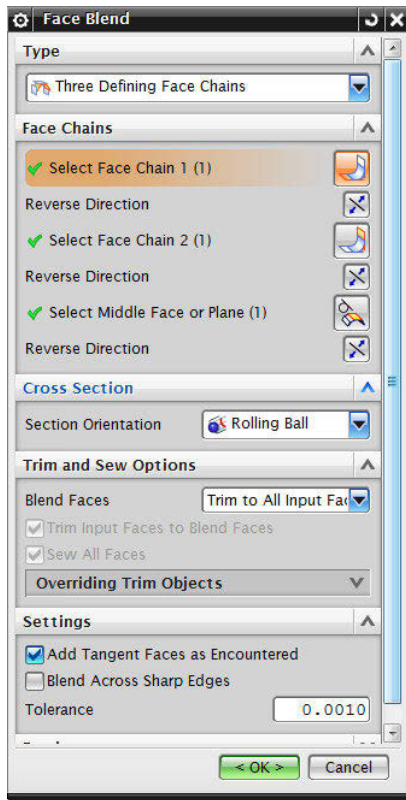 Face Blend
Type
Three Defining Face Chains
Face Chains
Select Face Chain 1 (1)
Reverse Direction
Select Face Chain 2 (1)
Reverse Direction
Select Middle Face or Plane (1)
Reverse Direction
Cross Section
Section Orientation Rolling Ball
Trim and Sew Options
Blend Faces Trim to All Input Fac
Trim Input Faces to Blend Faces
Sew All Faces
Overriding Trim Objects
Settings
Add Tangent Faces as Encountered
Blend Across Sharp Edges
Tolerance 0.0010
< OK > Cancel